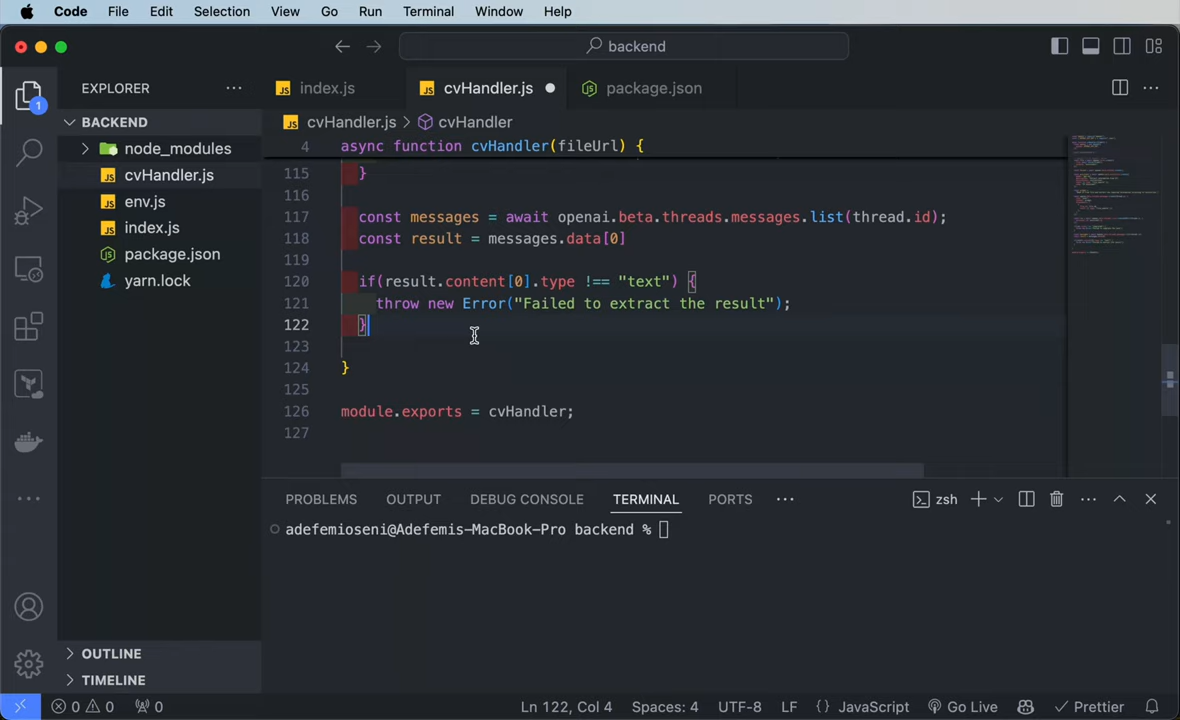 Code File Edit Selection View Go Run Terminal Window Help
backend
EXPLORER
index.js
cvHandler.js
package.json
BACKEND
node_modules
cvHandler.js
env.js
index.js
package.json
yarn.lock
OUTLINE
TIMELINE
1
cvHandler.js > cvHandler
4 async function cvHandler(fileUrl) {
115 }
116
117 const messages = await openai.beta.threads.messages.list(thread.id);
118 const result = messages.data[0]
119
120 if(result.content[0].type !== "text") {
121 throw new Error("Failed to extract the result");
122 }
123
124 }
125
126 module.exports = cvHandler;
127
PROBLEMS OUTPUT DEBUG CONSOLE TERMINAL PORTS
zsh
adefemioseni@Adefemis-MacBook-Pro backend %
0 0 0
Ln 122, Col 4 Spaces: 4 UTF-8 LF {} JavaScript Go Live Prettier